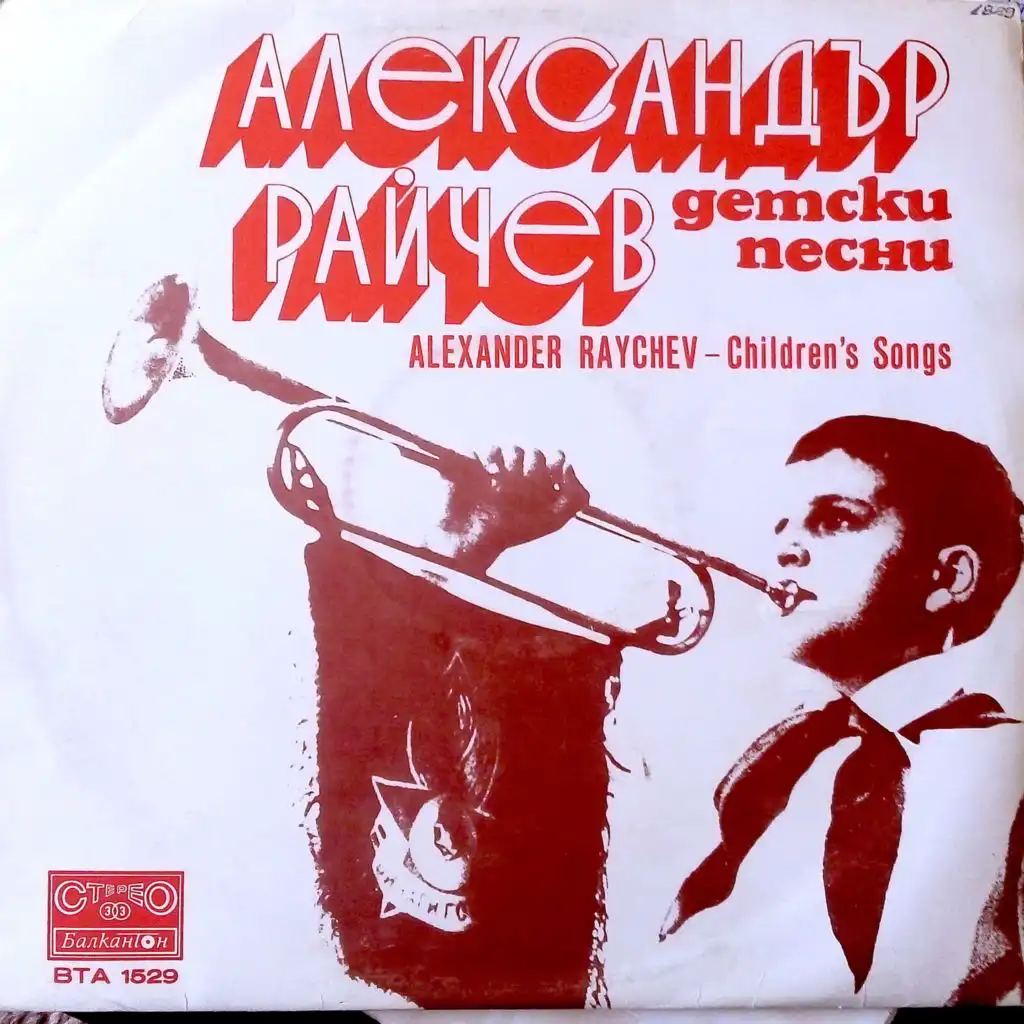 АЛЕКСАНДЪР
РАЙЧЕВ
детски
песни
ALEXANDER RAYCHEV – Children's Songs
СТЕРЕО
33
Балкантон
ВТА 1529